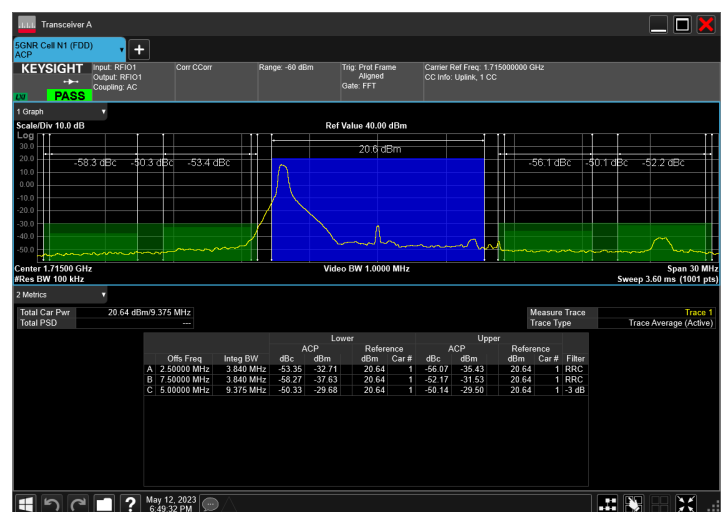 Transceiver A
5GNR Cell N1 (FDD)
ACP
KEYSIGHT
LXI
PASS
Input: RFIO1
Output: RFIO1
Coupling: AC
Corr CCorr
Range: -60 dBm
Trig: Prot Frame
Aligned
Gate: FFT
Carrier Ref Freq: 1.715000000 GHz
CC Info: Uplink, 1 CC
1 Graph
Scale/Div 10.0 dB
Ref Value 40.00 dBm
Log
30.0
20.0
10.0
0.00
-10.0
-20.0
-30.0
-40.0
-50.0
-58.3 dBc
-50.3 dBc
-53.4 dBc
20.6 dBm
-56.1 dBc
-50.1 dBc
-52.2 dBc
Center 1.71500 GHz
Video BW 1.0000 MHz
Span 30 MHz
#Res BW 100 kHz
Sweep 3.60 ms (1001 pts)
2 Metrics
Total Car Pwr 20.64 dBm/9.375 MHz
Total PSD ---
Measure Trace Trace 1
Trace Type Trace Average (Active)
Lower Upper
ACP Reference ACP Reference
Offs Freq Integ BW dBc dBm dBm Car # dBc dBm dBm Car # Filter
A 2.50000 MHz 3.840 MHz -53.35 -32.71 20.64 1 -56.07 -35.43 20.64 1 RRC
B 7.50000 MHz 3.840 MHz -58.27 -37.63 20.64 1 -52.17 -31.53 20.64 1 RRC
C 5.00000 MHz 9.375 MHz -50.33 -29.68 20.64 1 -50.14 -29.50 20.64 1 -3 dB
?
May 12, 2023
6:49:32 PM